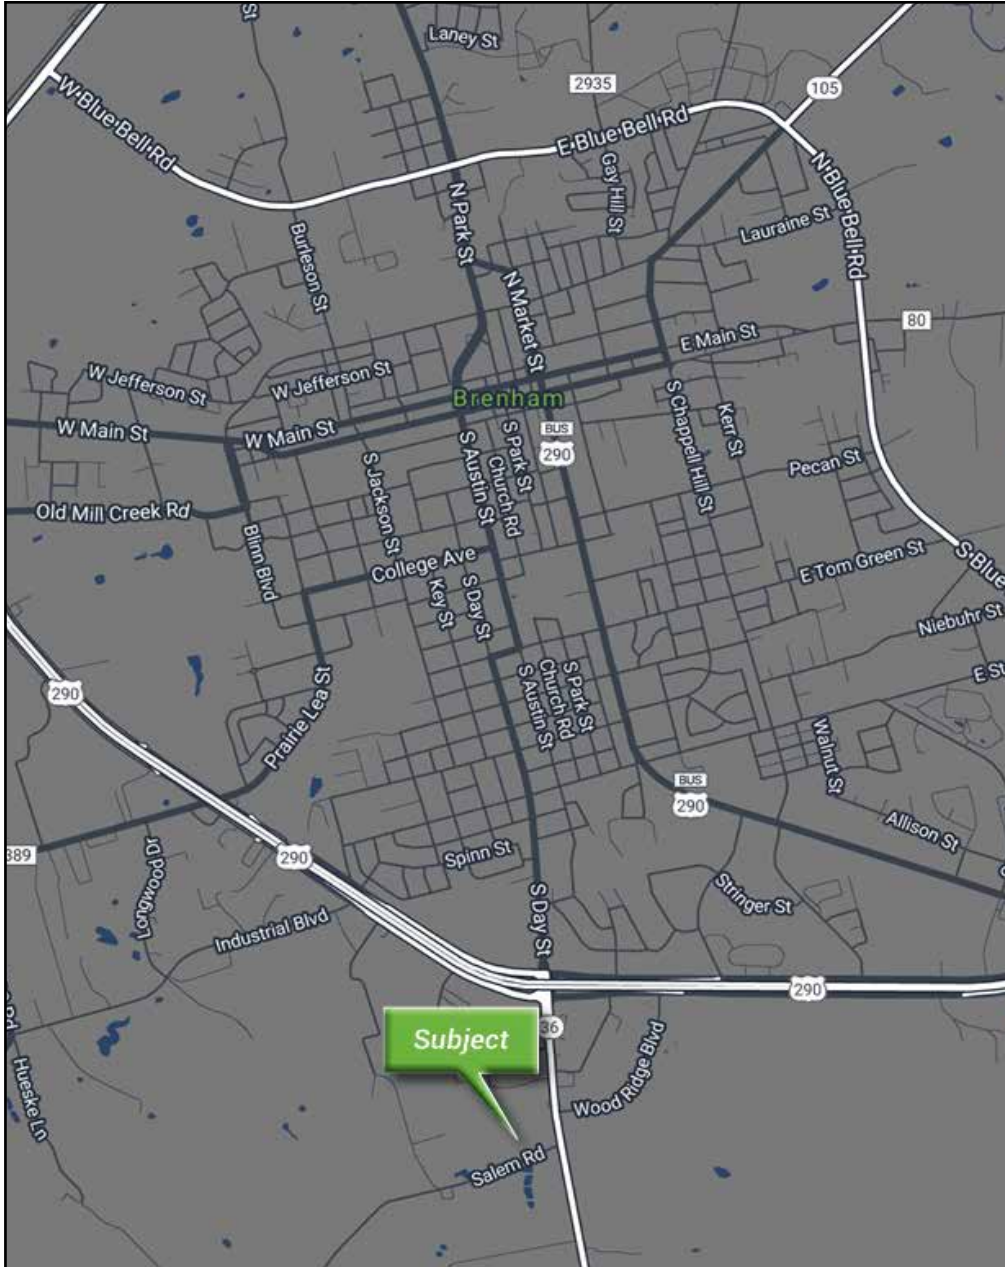 St
Laney St
2935
105
W Blue Bell Rd
E Blue Bell Rd
N Blue Bell Rd
Gay Hill St
N Park St
Lauraine St
Burleson St
N Market St
80
E Main St
W Jefferson St
W Jefferson St
Brenham
W Main St
W Main St
S Chappell Hill St
Kerr St
BUS
290
S Park St
Church Rd
S Austin St
S Jackson St
Pecan St
Old Mill Creek Rd
Blinn Blvd
College Ave
E Tom Green St
S Blue
Key St
S Day St
Niebuhr St
290
S Park St
Church Rd
S Austin St
Prairie Lea St
Walnut St
BUS
290
Allison St
389
290
Spinn St
Longwood Dr
Stringer St
Industrial Blvd
S Day St
290
36
Subject
Wood Ridge Blvd
Rd
Hueske Ln
Salem Rd